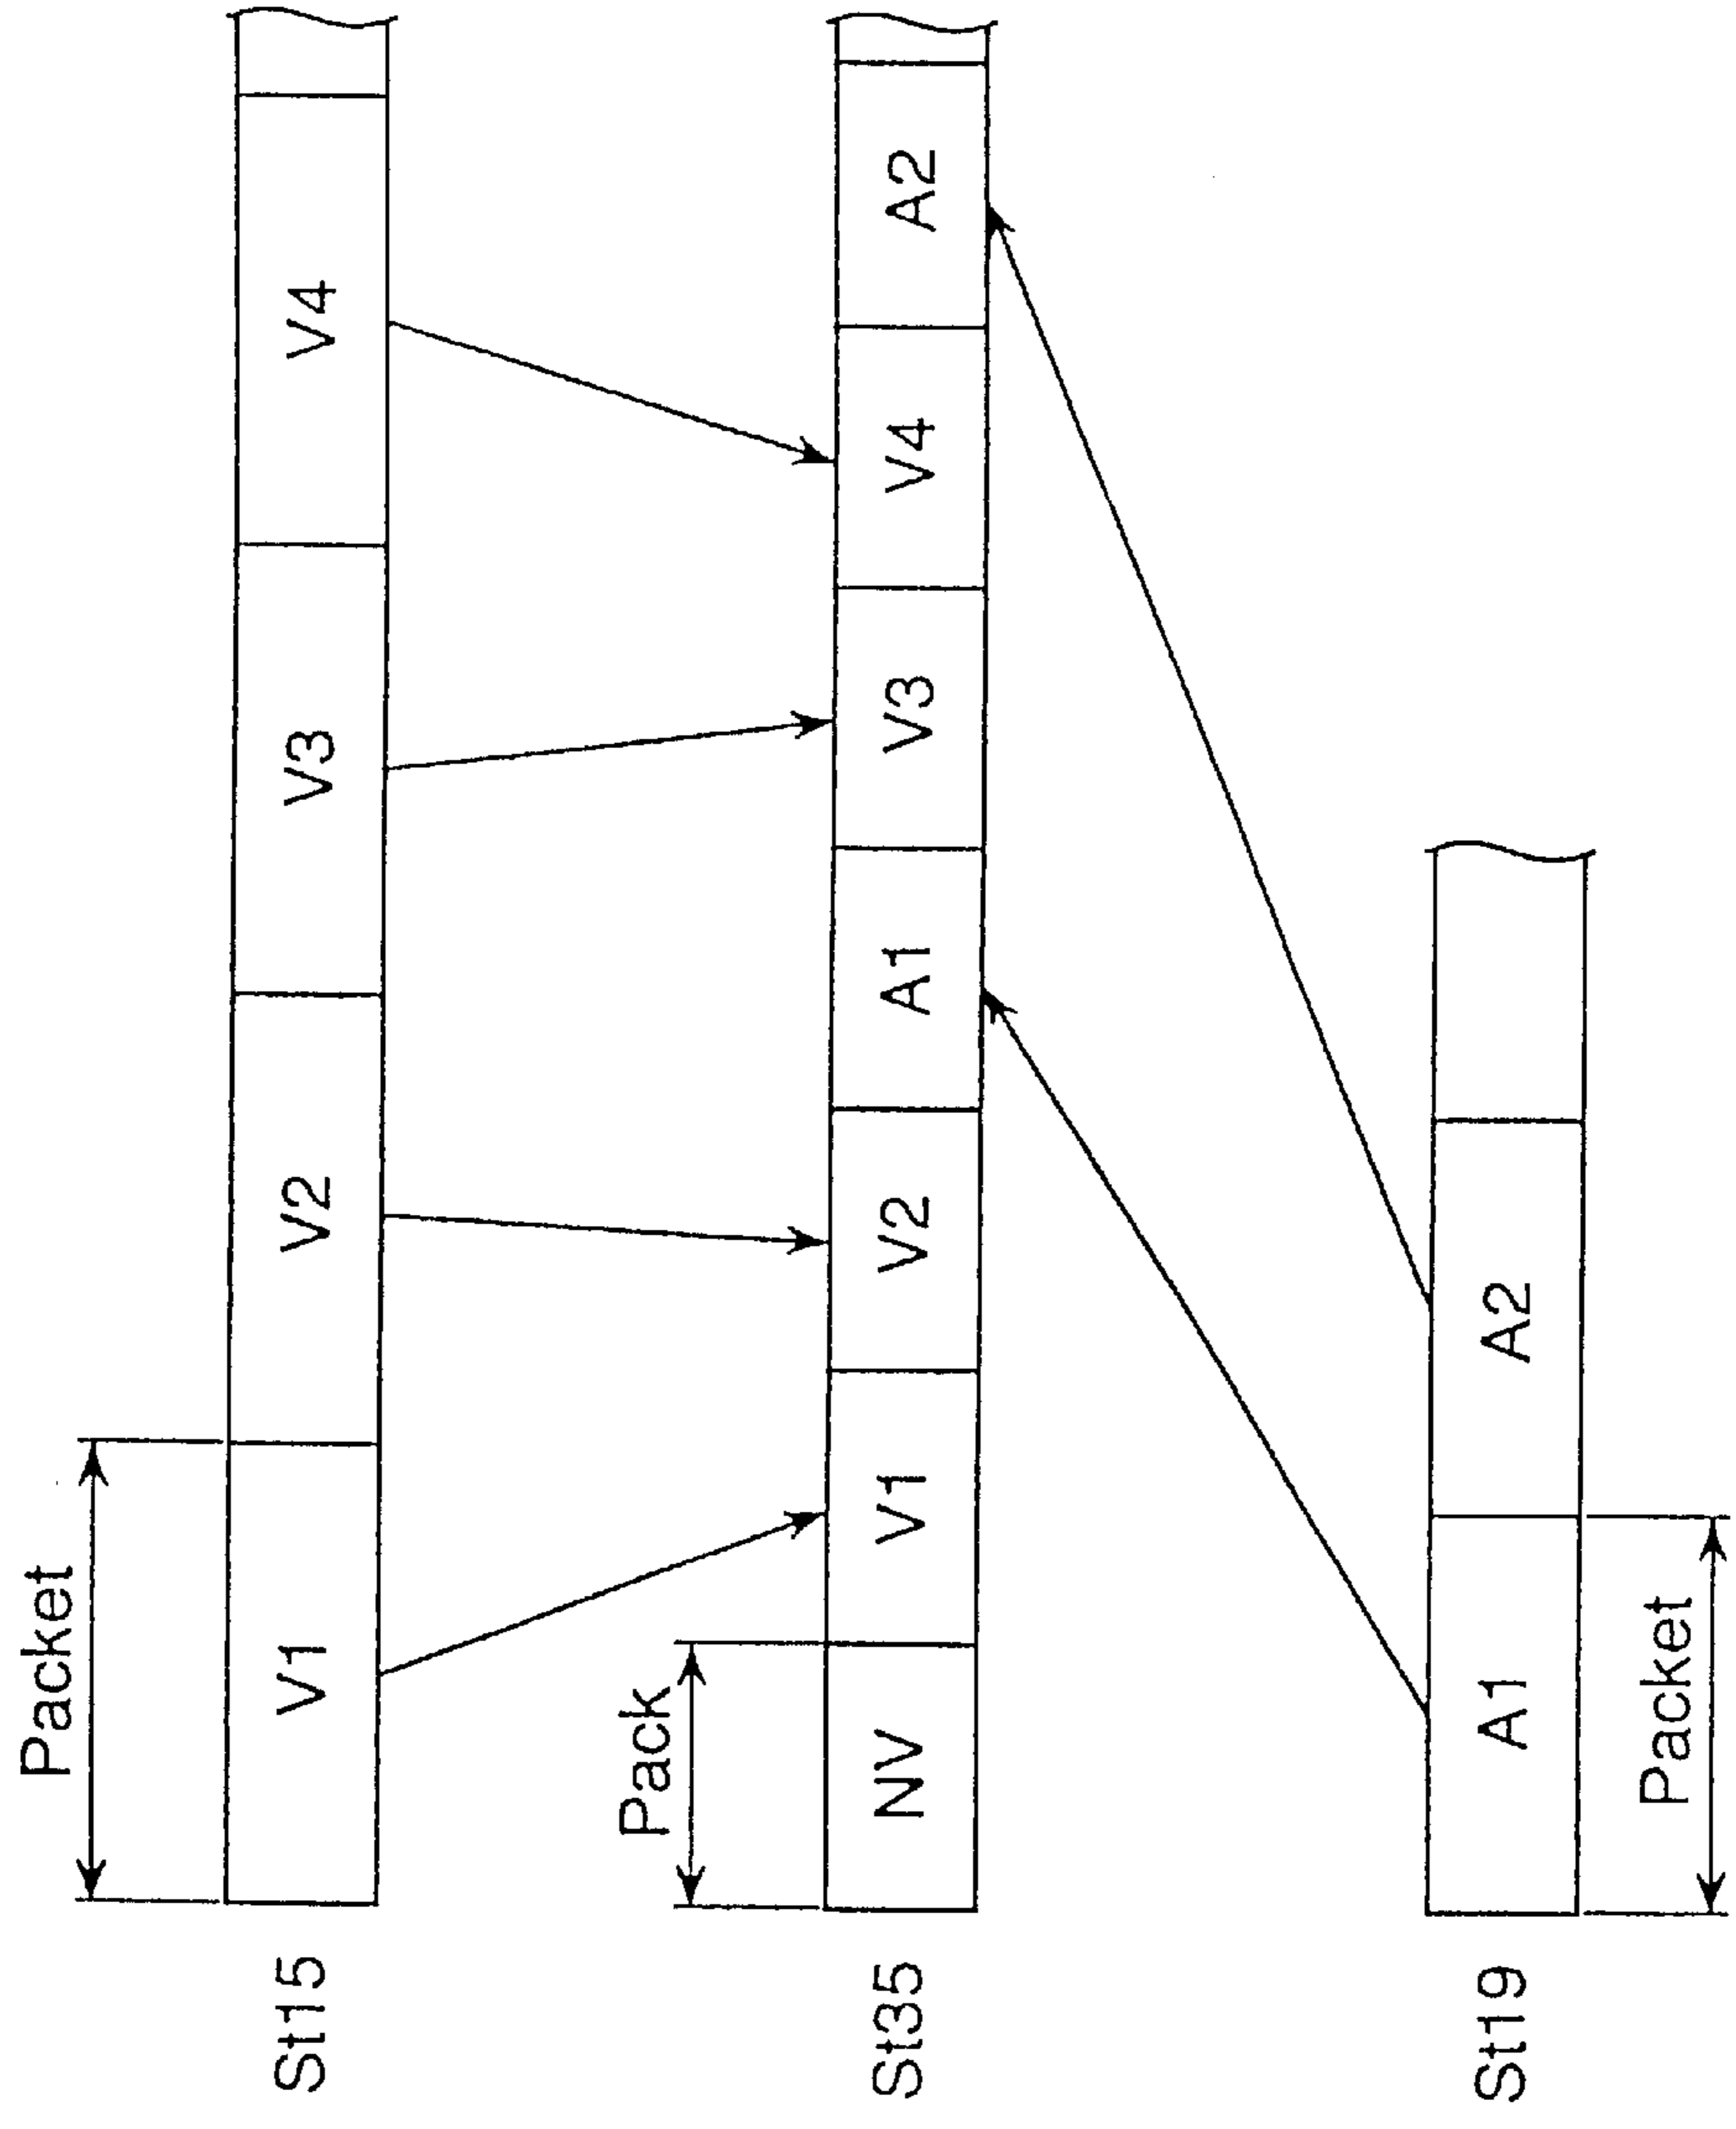 Packet
St15 V1 V2 V3 V4
Pack
St35 NV V1 V2 A1 V3 V4 A2
St19 A1 A2
Packet